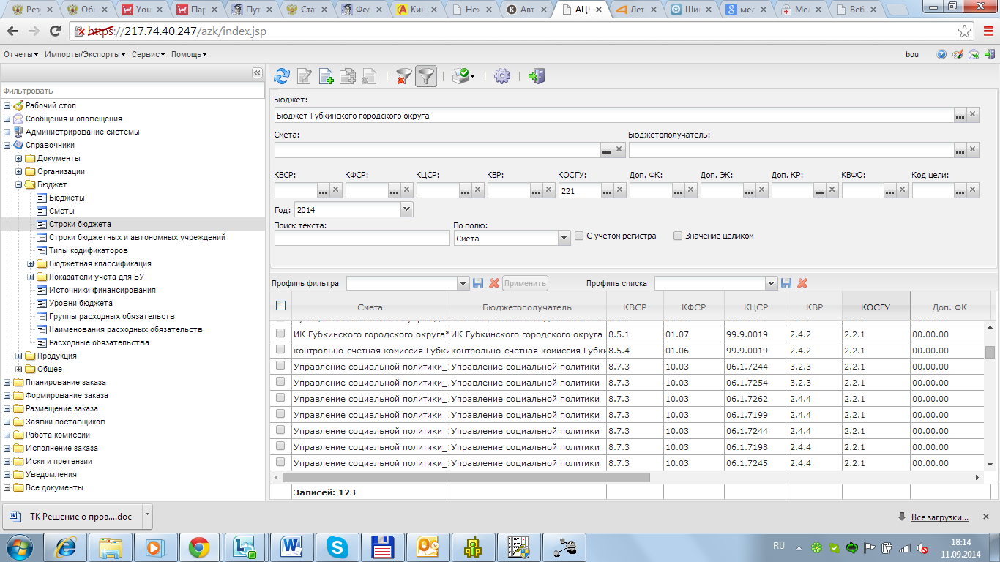 Рез
Об
You
Пар
Пут
Ста
Фед
Кин
Неж
Авт
АЦ
Лет
Ши
мел
Ме
Веб
https://217.74.40.247/azk/index.jsp
Отчеты Импорты/Экспорты Сервис Помощь
bou
Фильтровать
Рабочий стол
Сообщения и оповещения
Администрирование системы
Справочники
Документы
Организации
Бюджет
Бюджеты
Сметы
Строки бюджета
Строки бюджетных и автономных учреждений
Типы кодификаторов
Бюджетная классификация
Показатели учета для БУ
Источники финансирования
Уровни бюджета
Группы расходных обязательств
Наименования расходных обязательств
Расходные обязательства
Продукция
Общее
Планирование заказа
Формирование заказа
Размещение заказа
Заявки поставщиков
Работа комиссии
Исполнение заказа
Иски и претензии
Уведомления
Все документы
Бюджет:
Бюджет Губкинского городского округа
Смета: Бюджетополучатель:
КВСР: КФСР: КЦСР: КВР: КОСГУ: Доп. ФК: Доп. ЭК: Доп. КР: КВФО: Код цели:
221
Год: 2014
Поиск текста: По полю:
Смета С учетом регистра Значение целиком
Профиль фильтра Применить Профиль списка
Смета Бюджетополучатель КВСР КФСР КЦСР КВР КОСГУ Доп. ФК
ИК Губкинского городского округа* ИК Губкинского городского округа 8.5.1 01.07 99.9.0019 2.4.2 2.2.1 00.00.00
контрольно-счетная комиссия Губки контрольно-счетная комиссия Губки 8.5.4 01.06 99.9.0019 2.4.2 2.2.1 00.00.00
Управление социальной политики_ Управление социальной политики 8.7.3 10.03 06.1.7244 3.2.3 2.2.1 00.00.00
Управление социальной политики_ Управление социальной политики 8.7.3 10.03 06.1.7254 3.2.3 2.2.1 00.00.00
Управление социальной политики_ Управление социальной политики 8.7.3 10.03 06.1.7262 2.4.4 2.2.1 00.00.00
Управление социальной политики_ Управление социальной политики 8.7.3 10.03 06.1.7199 2.4.4 2.2.1 00.00.00
Управление социальной политики_ Управление социальной политики 8.7.3 10.03 06.1.7244 2.4.4 2.2.1 00.00.00
Управление социальной политики_ Управление социальной политики 8.7.3 10.03 06.1.7198 2.4.4 2.2.1 00.00.00
Управление социальной политики_ Управление социальной политики 8.7.3 10.03 06.1.7245 2.4.4 2.2.1 00.00.00
Записей: 123
ТК Решение о пров....doc
Все загрузки...
RU
18:14
11.09.2014